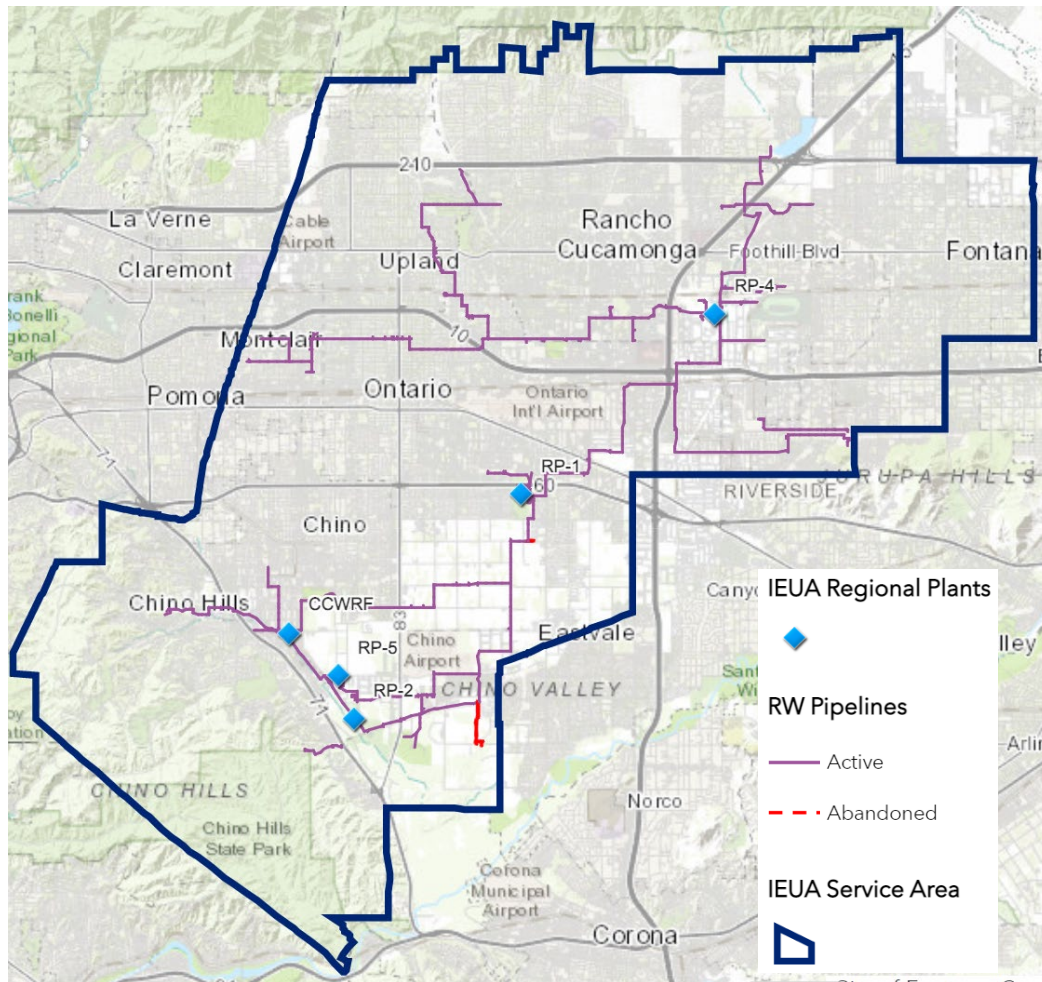 210
La Verne
Cable
Airport
Rancho
Cucamonga
Foothill-Blvd
Fontana
Claremont
Upland
RP-4
Bonelli
Park
Montclair
10
Pomona
Ontario
Ontario
Int'l Airport
71
RP-1
60
JURUPA HILLS
RIVERSIDE
Chino
Chino Hills
CCWRF
83
Eastvale
RP-5
Chino
Airport
RP-2
CHINO VALLEY
71
CHINO HILLS
Chino Hills
State Park
Norco
Corona
Municipal
Airport
Corona
IEUA Regional Plants
RW Pipelines
Active
Abandoned
IEUA Service Area